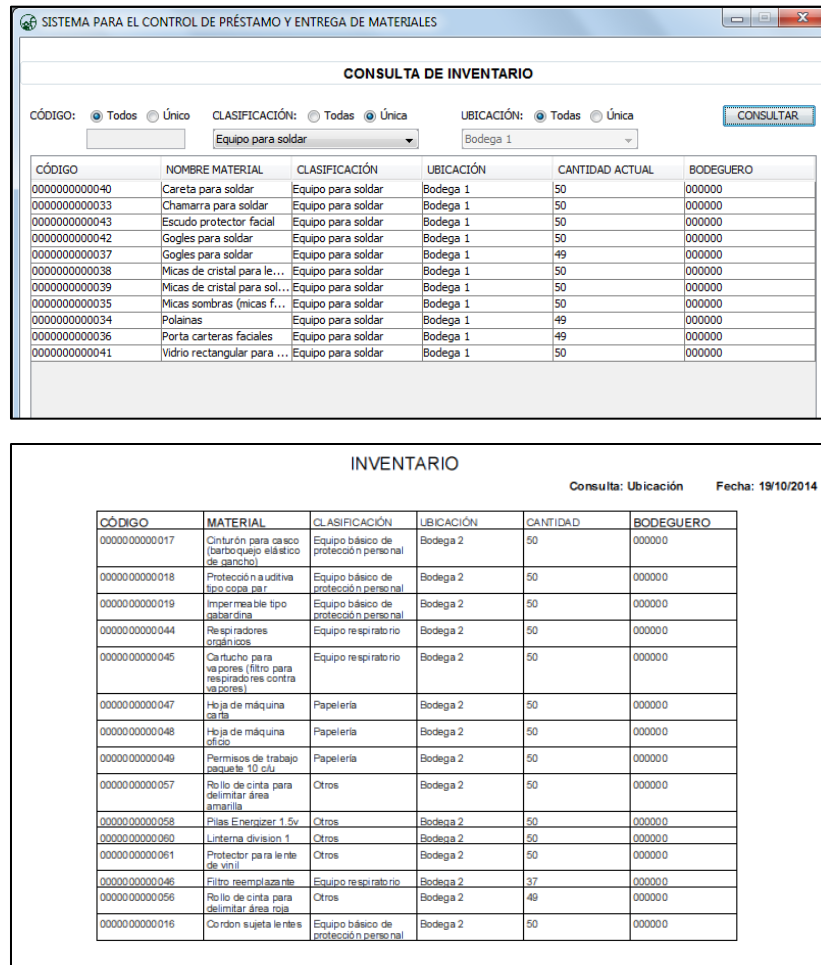 SISTEMA PARA EL CONTROL DE PRÉSTAMO Y ENTREGA DE MATERIALES
CONSULTA DE INVENTARIO
CÓDIGO: Todos Único CLASIFICACIÓN: Todas Única UBICACIÓN: Todas Única CONSULTAR
Equipo para soldar Bodega 1
CÓDIGO NOMBRE MATERIAL CLASIFICACIÓN UBICACIÓN CANTIDAD ACTUAL BODEGUERO
0000000000040 Careta para soldar Equipo para soldar Bodega 1 50 000000
0000000000033 Chamarra para soldar Equipo para soldar Bodega 1 50 000000
0000000000043 Escudo protector facial Equipo para soldar Bodega 1 50 000000
0000000000042 Gogles para soldar Equipo para soldar Bodega 1 50 000000
0000000000037 Gogles para soldar Equipo para soldar Bodega 1 49 000000
0000000000038 Micas de cristal para le... Equipo para soldar Bodega 1 50 000000
0000000000039 Micas de cristal para sol... Equipo para soldar Bodega 1 50 000000
0000000000035 Micas sombras (micas f... Equipo para soldar Bodega 1 50 000000
0000000000034 Polainas Equipo para soldar Bodega 1 49 000000
0000000000036 Porta carteras faciales Equipo para soldar Bodega 1 49 000000
0000000000041 Vidrio rectangular para ... Equipo para soldar Bodega 1 50 000000
INVENTARIO
Consulta: Ubicación Fecha: 19/10/2014
CÓDIGO MATERIAL CLASIFICACIÓN UBICACIÓN CANTIDAD BODEGUERO
0000000000017 Cinturón para casco Equipo básico de Bodega 2 50 000000
(barboquejo elástico protección personal
de gancho)
0000000000018 Protección auditiva Equipo básico de Bodega 2 50 000000
tipo copa par protección personal
0000000000019 Impermeable tipo Equipo básico de Bodega 2 50 000000
gabardina protección personal
0000000000044 Respiradores Equipo respiratorio Bodega 2 50 000000
orgánicos
0000000000045 Cartucho para Equipo respiratorio Bodega 2 50 000000
vapores (filtro para
respiradores contra
vapores)
0000000000047 Hoja de máquina Papelería Bodega 2 50 000000
carta
0000000000048 Hoja de máquina Papelería Bodega 2 50 000000
oficio
0000000000049 Permisos de trabajo Papelería Bodega 2 50 000000
paquete 10 c/u
0000000000057 Rollo de cinta para Otros Bodega 2 50 000000
delimitar área
amarilla
0000000000058 Pilas Energizer 1.5v Otros Bodega 2 50 000000
0000000000060 Linterna division 1 Otros Bodega 2 50 000000
0000000000061 Protector para lente Otros Bodega 2 50 000000
de vinil
0000000000046 Filtro reemplazante Equipo respiratorio Bodega 2 37 000000
0000000000056 Rollo de cinta para Otros Bodega 2 49 000000
delimitar área roja
0000000000016 Cordon sujeta lentes Equipo básico de Bodega 2 50 000000
protección personal